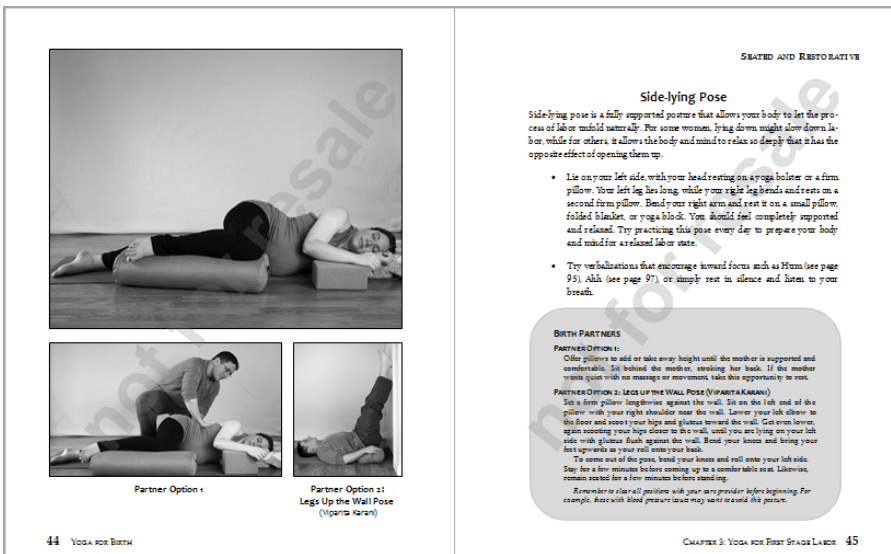 not for resale
Partner Option 1
Partner Option 2:
Legs Up the Wall Pose
(Viparita Karani)
44 Yoga for Birth
not for resale
Seated and Restorative
Side-lying Pose
Side-lying pose is a fully supported posture that allows your body to let the pro-
cess of labor unfold naturally. For some women, lying down might slow down la-
bor, while for others, it allows the body and mind to relax so deeply that it has the
opposite effect of opening them up.
• Lie on your left side, with your head resting on a yoga bolster or a firm
pillow. Your left leg lies long, while your right leg bends and rests on a
second firm pillow. Bend your right arm and rest it on a small pillow,
folded blanket, or yoga block. You should feel completely supported
and relaxed. Try practicing this pose every day to prepare your body
and mind for a relaxed labor state.
• Try verbalizations that encourage inward focus such as Hum (see page
95), Ahh (see page 97), or simply rest in silence and listen to your
breath.
Birth Partners
Partner Option 1:
Offer pillows to add or take away height until the mother is supported and
comfortable. Sit behind the mother, stroking her back. If the mother
wants quiet with no massage or movement, take this opportunity to rest.
Partner Option 2: Legs up the Wall Pose (Viparita Karani)
Set a firm pillow lengthwise against the wall. Sit on the left end of the
pillow with your right shoulder near the wall. Lower your left elbow to
the floor and scoot your hips and gluteus toward the wall. Get even lower,
again scooting your hips closer to the wall, until you are lying on your left
side with gluteus flush against the wall. Bend your knees and bring your
feet upwards as your roll onto your back.
To come out of the pose, bend your knees and roll onto your left side.
Stay for a few minutes before coming up to a comfortable seat. Likewise,
remain seated for a few minutes before standing.
Remember to clear all positions with your care provider before beginning. For
example, those with blood pressure issues may want to avoid this posture.
Chapter 3: Yoga for First Stage Labor 45